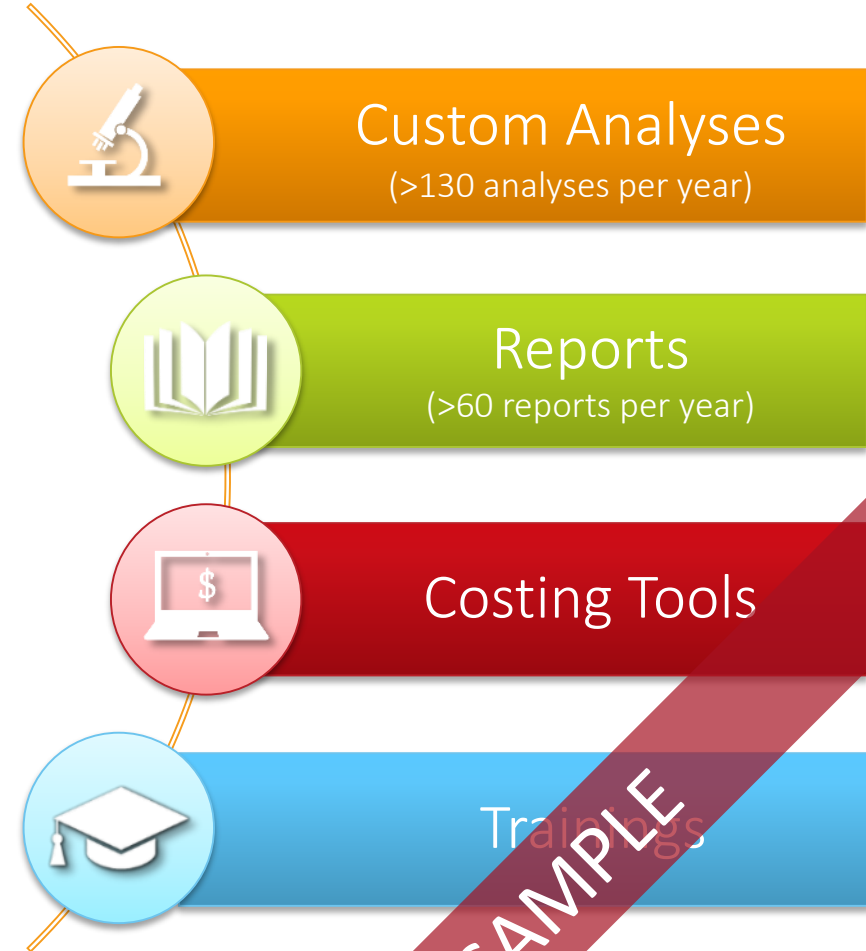 Custom Analyses
(>130 analyses per year)
Reports
(>60 reports per year)
$
Costing Tools
Trainings
SAMPLE